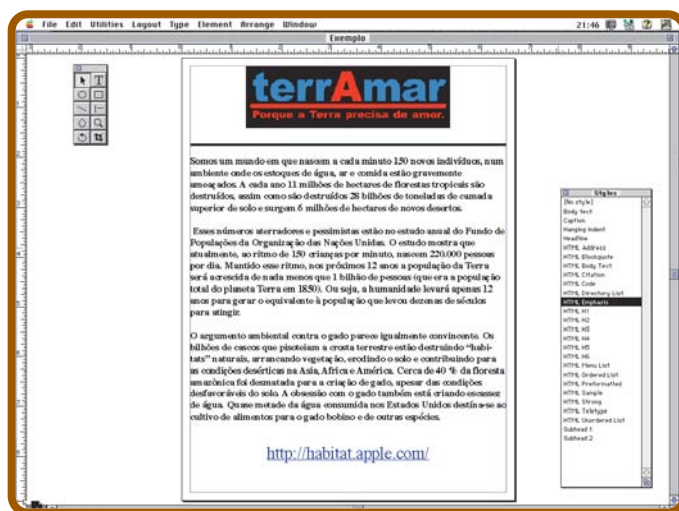 File Edit Utilities Layout Type Element Arrange Window
21:46
Exemplo
terrAmar
Porque a Terra precisa de amor.
Somos um mundo em que nascem a cada minuto 150 novos indivíduos, num
ambiente onde os estoques de água, ar e comida estão gravemente
ameaçados. A cada ano 11 milhões de hectares de florestas tropicais são
destruídos, assim como são destruídos 28 bilhões de toneladas de camada
superior de solo e surgem 6 milhões de hectares de novos desertos.
Esses números aterradores e pessimistas estão no estudo anual do Fundo de
Populações da Organização das Nações Unidas. O estudo mostra que
atualmente, ao ritmo de 150 crianças por minuto, nascem 220.000 pessoas
por dia. Mantido esse ritmo, nos próximos 12 anos a população da Terra
será acrescida de nada menos que 1 bilhão de pessoas (que era a população
total do planeta Terra em 1850). Ou seja, a humanidade levará apenas 12
anos para gerar o equivalente à população que levou dezenas de séculos
para atingir.
O argumento ambiental contra o gado parece igualmente convincente. Os
bilhões de cascos que pisoteiam a crosta terrestre estão destruindo “habi-
tats” naturais, arrancando vegetação, erodindo o solo e contribuindo para
as condições desérticas na Asia, Africa e América. Cerca de 40 % da floresta
amazônica foi desmatada para a criação de gado, apesar das condições
desfavoráveis do solo. A obsessão com o gado também está criando escassez
de água. Quase metade da água consumida nos Estados Unidos destina-se ao
cultivo de alimentos para o gado bobino e de outras espécies.
http://habitat.apple.com/
Styles
[No style]
Body text
Caption
Hanging indent
Headline
HTML Address
HTML Blockquote
HTML Body Text
HTML Citation
HTML Code
HTML Directory List
HTML Emphasis
HTML H1
HTML H2
HTML H3
HTML H4
HTML H5
HTML H6
HTML Menu List
HTML Ordered List
HTML Preformatted
HTML Sample
HTML Strong
HTML Teletype
HTML Unordered List
Subhead 1
Subhead 2